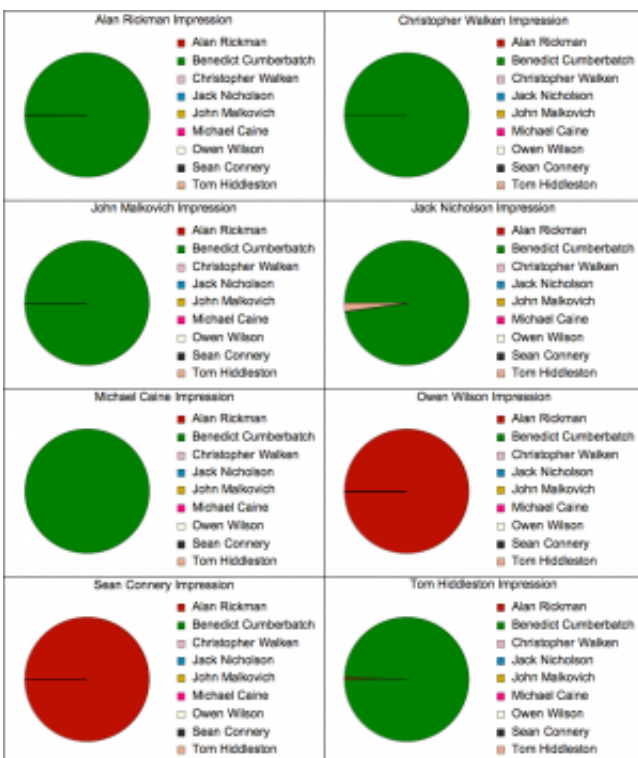 Alan Rickman Impression
Alan Rickman
Benedict Cumberbatch
Christopher Walken
Jack Nicholson
John Malkovich
Michael Caine
Owen Wilson
Sean Connery
Tom Hiddleston
Christopher Walken Impression
Alan Rickman
Benedict Cumberbatch
Christopher Walken
Jack Nicholson
John Malkovich
Michael Caine
Owen Wilson
Sean Connery
Tom Hiddleston
John Malkovich Impression
Alan Rickman
Benedict Cumberbatch
Christopher Walken
Jack Nicholson
John Malkovich
Michael Caine
Owen Wilson
Sean Connery
Tom Hiddleston
Jack Nicholson Impression
Alan Rickman
Benedict Cumberbatch
Christopher Walken
Jack Nicholson
John Malkovich
Michael Caine
Owen Wilson
Sean Connery
Tom Hiddleston
Michael Caine Impression
Alan Rickman
Benedict Cumberbatch
Christopher Walken
Jack Nicholson
John Malkovich
Michael Caine
Owen Wilson
Sean Connery
Tom Hiddleston
Owen Wilson Impression
Alan Rickman
Benedict Cumberbatch
Christopher Walken
Jack Nicholson
John Malkovich
Michael Caine
Owen Wilson
Sean Connery
Tom Hiddleston
Sean Connery Impression
Alan Rickman
Benedict Cumberbatch
Christopher Walken
Jack Nicholson
John Malkovich
Michael Caine
Owen Wilson
Sean Connery
Tom Hiddleston
Tom Hiddleston Impression
Alan Rickman
Benedict Cumberbatch
Christopher Walken
Jack Nicholson
John Malkovich
Michael Caine
Owen Wilson
Sean Connery
Tom Hiddleston